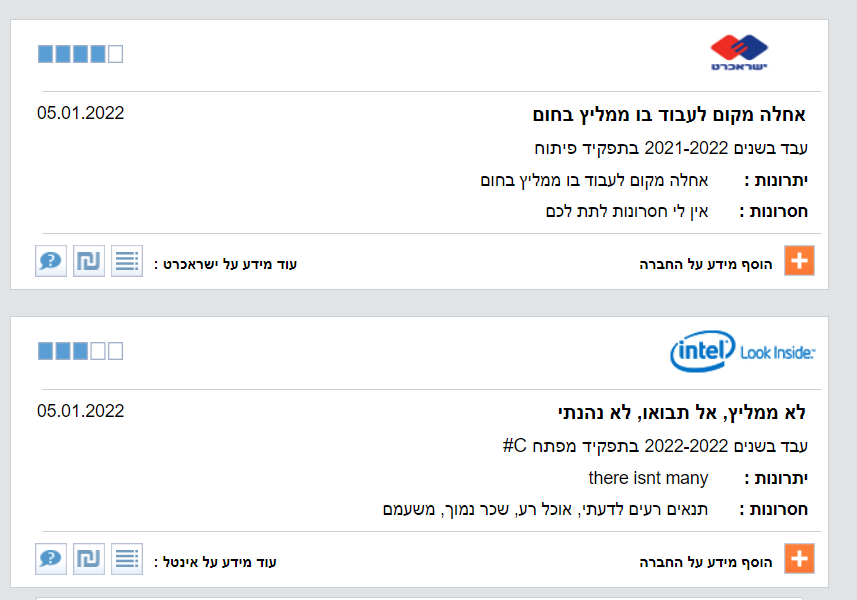 ישראכרט
אחלה מקום לעבוד בו ממליץ בחום
05.01.2022
עבד בשנים 2021-2022 בתפקיד פיתוח
יתרונות : אחלה מקום לעבוד בו ממליץ בחום
חסרונות : אין לי חסרונות לתת לכם
הוסף מידע על החברה
עוד מידע על ישראכרט :
intel Look Inside.™
לא ממליץ, אל תבואו, לא נהנתי
05.01.2022
עבד בשנים 2022-2022 בתפקיד מפתח C#
יתרונות : there isnt many
חסרונות : תנאים רעים לדעתי, אוכל רע, שכר נמוך, משעמם
הוסף מידע על החברה
עוד מידע על אינטל :